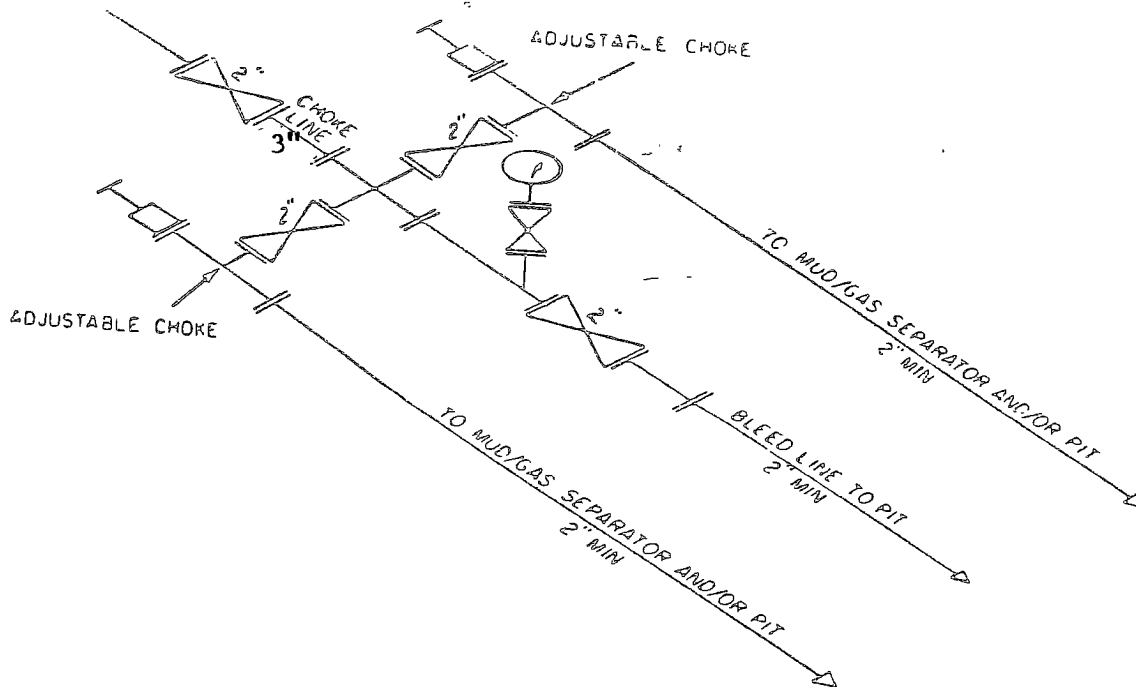 ADJUSTABLE CHOKE
2"
CHOKE
LINE
3"
2"
P
2"
ADJUSTABLE CHOKE
2"
TO MUD/GAS SEPARATOR AND/OR PIT
2" MIN
BLEED LINE TO PIT
2" MIN
TO MUD/GAS SEPARATOR AND/OR PIT
2" MIN